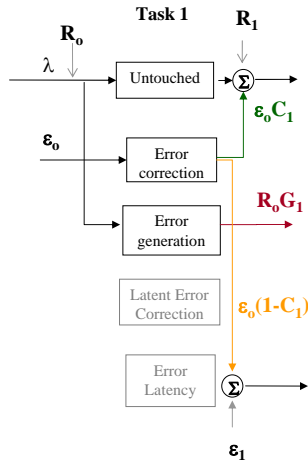 Task 1
Rₒ
R₁
λ
Untouched
Σ
εₒC₁
εₒ
Error
correction
RₒG₁
Error
generation
Latent Error
Correction
εₒ(1-C₁)
Error
Latency
Σ
ε₁